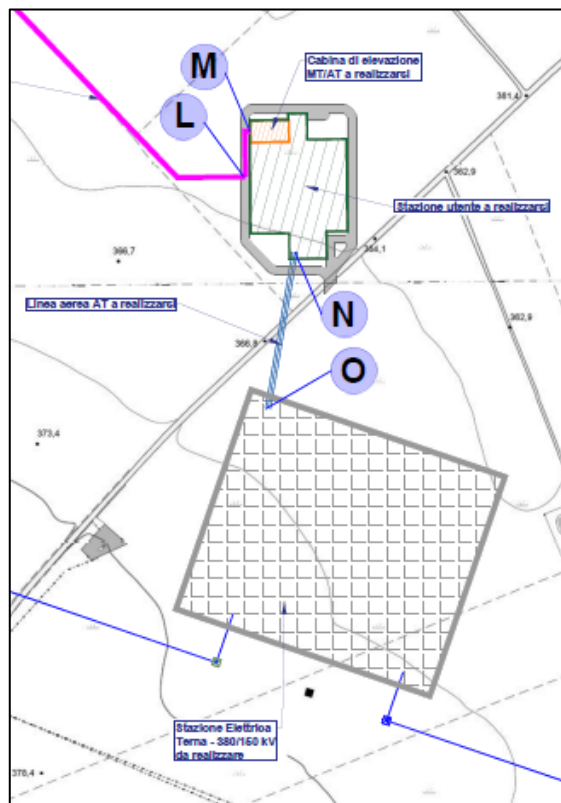 M
Cabina di elevazione
MT/AT a realizzarsi
L
361,4
362,9
Stazione utente a realizzarsi
364,1
366,7
Linea aerea AT a realizzarsi
N
362,9
366,8
O
373,4
Stazione Elettrica
Terna - 380/150 kV
da realizzare
378,4